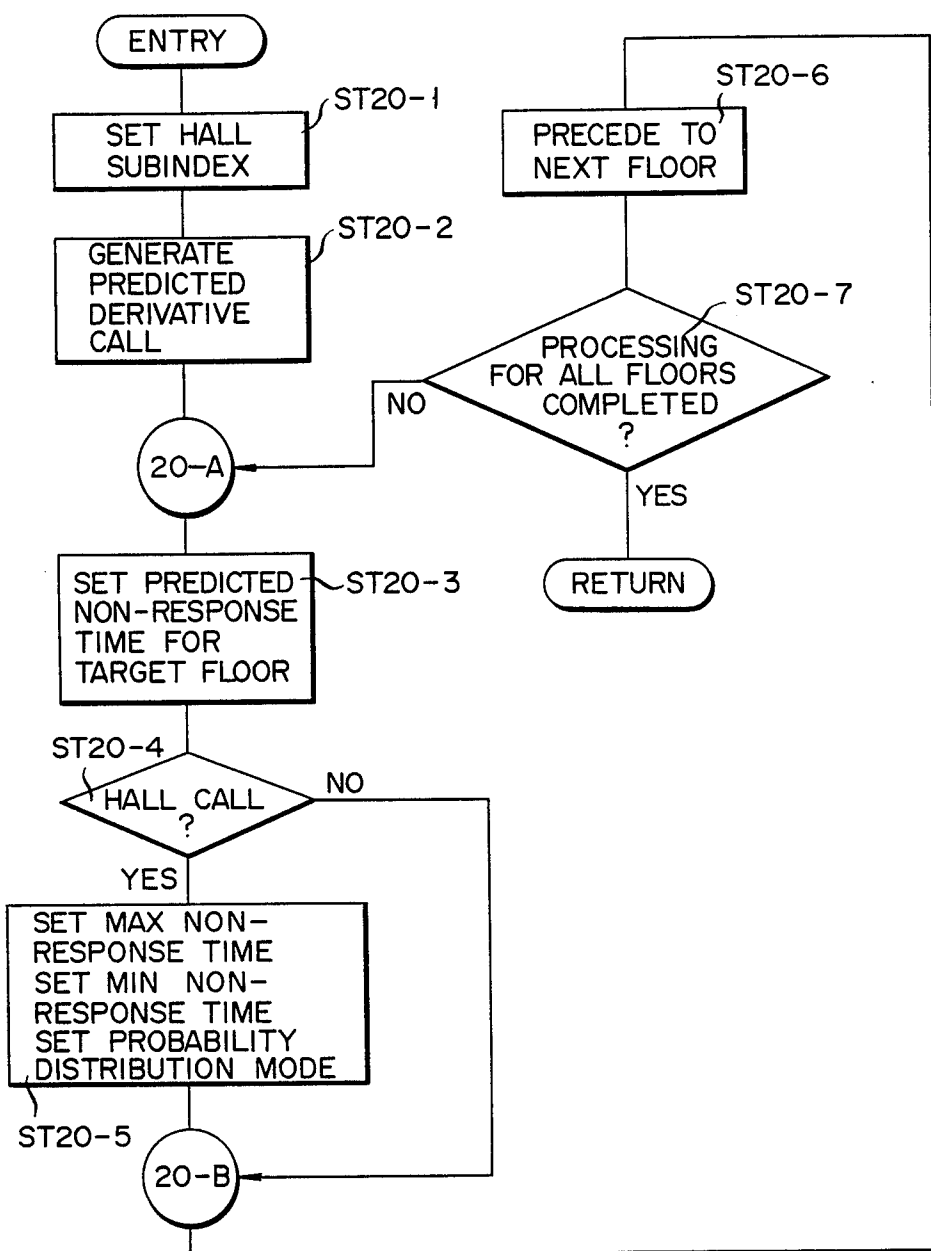 ENTRY
ST20-1
SET HALL
SUBINDEX
ST20-2
GENERATE
PREDICTED
DERIVATIVE
CALL
20-A
ST20-3
SET PREDICTED
NON-RESPONSE
TIME FOR
TARGET FLOOR
ST20-4
HALL CALL
?
NO
YES
SET MAX NON-
RESPONSE TIME
SET MIN NON-
RESPONSE TIME
SET PROBABILITY
DISTRIBUTION MODE
ST20-5
20-B
ST20-6
PRECEDE TO
NEXT FLOOR
ST20-7
PROCESSING
FOR ALL FLOORS
COMPLETED
?
NO
YES
RETURN